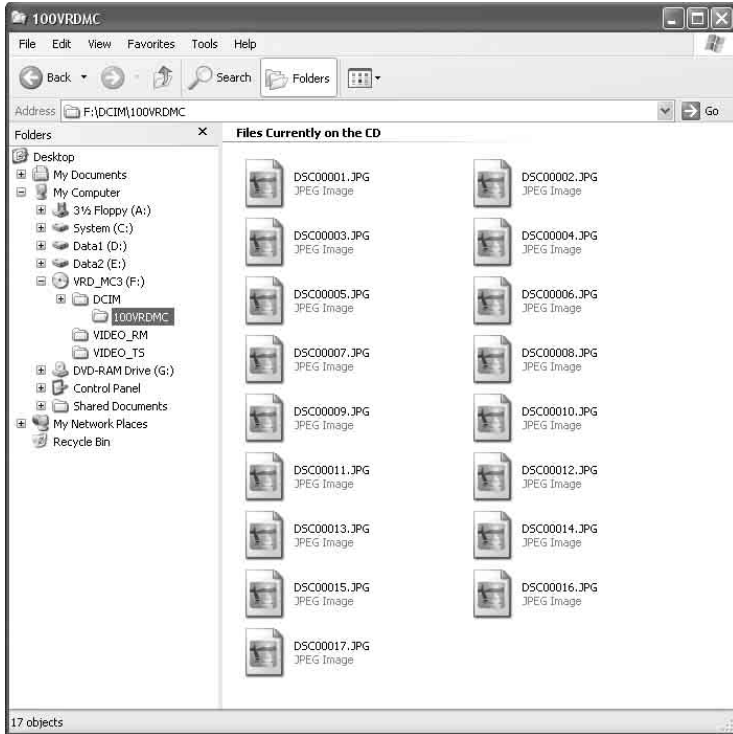 100VRDMC
File Edit View Favorites Tools Help
Back Search Folders
Address F:\DCIM\100VRDMC Go
Folders
Desktop
My Documents
My Computer
3½ Floppy (A:)
System (C:)
Data1 (D:)
Data2 (E:)
VRD_MC3 (F:)
DCIM
100VRDMC
VIDEO_RM
VIDEO_TS
DVD-RAM Drive (G:)
Control Panel
Shared Documents
My Network Places
Recycle Bin
Files Currently on the CD
DSC00001.JPG
JPEG Image
DSC00002.JPG
JPEG Image
DSC00003.JPG
JPEG Image
DSC00004.JPG
JPEG Image
DSC00005.JPG
JPEG Image
DSC00006.JPG
JPEG Image
DSC00007.JPG
JPEG Image
DSC00008.JPG
JPEG Image
DSC00009.JPG
JPEG Image
DSC00010.JPG
JPEG Image
DSC00011.JPG
JPEG Image
DSC00012.JPG
JPEG Image
DSC00013.JPG
JPEG Image
DSC00014.JPG
JPEG Image
DSC00015.JPG
JPEG Image
DSC00016.JPG
JPEG Image
DSC00017.JPG
JPEG Image
17 objects